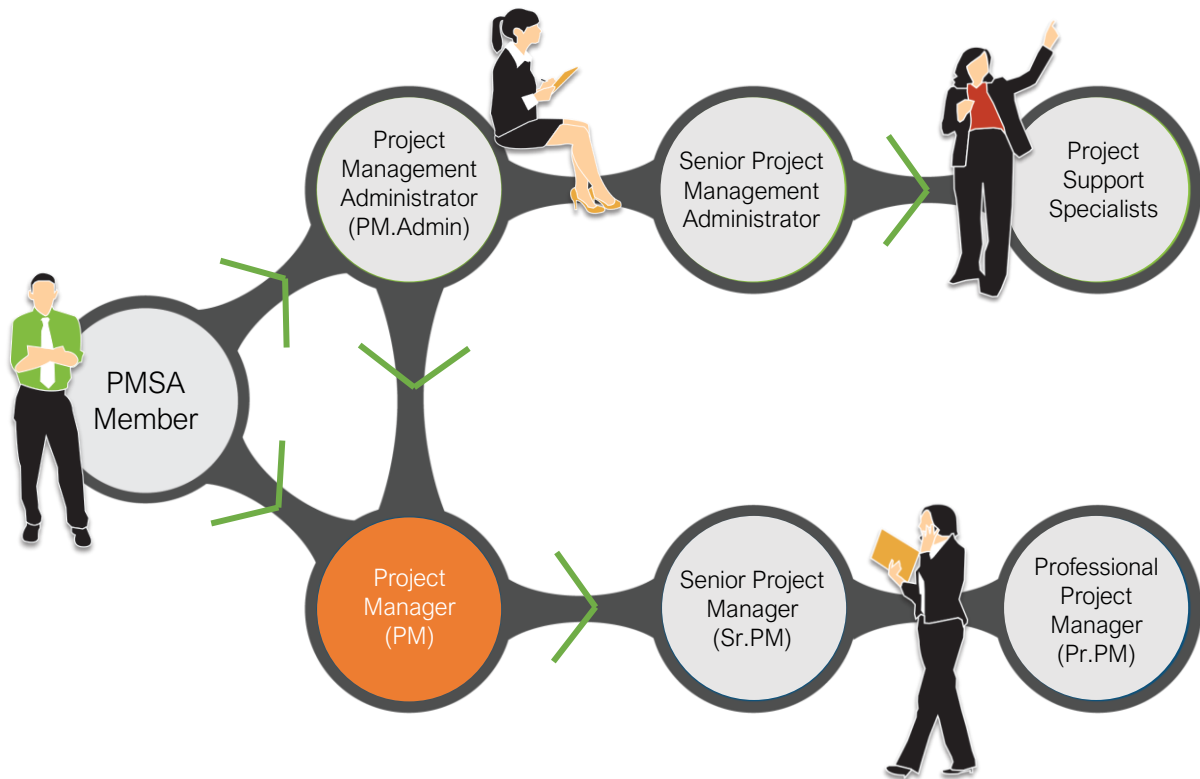 Project
Management
Administrator
(PM.Admin)
Senior Project
Management
Administrator
Project
Support
Specialists
PMSA
Member
Project
Manager
(PM)
Senior Project
Manager
(Sr.PM)
Professional
Project
Manager
(Pr.PM)